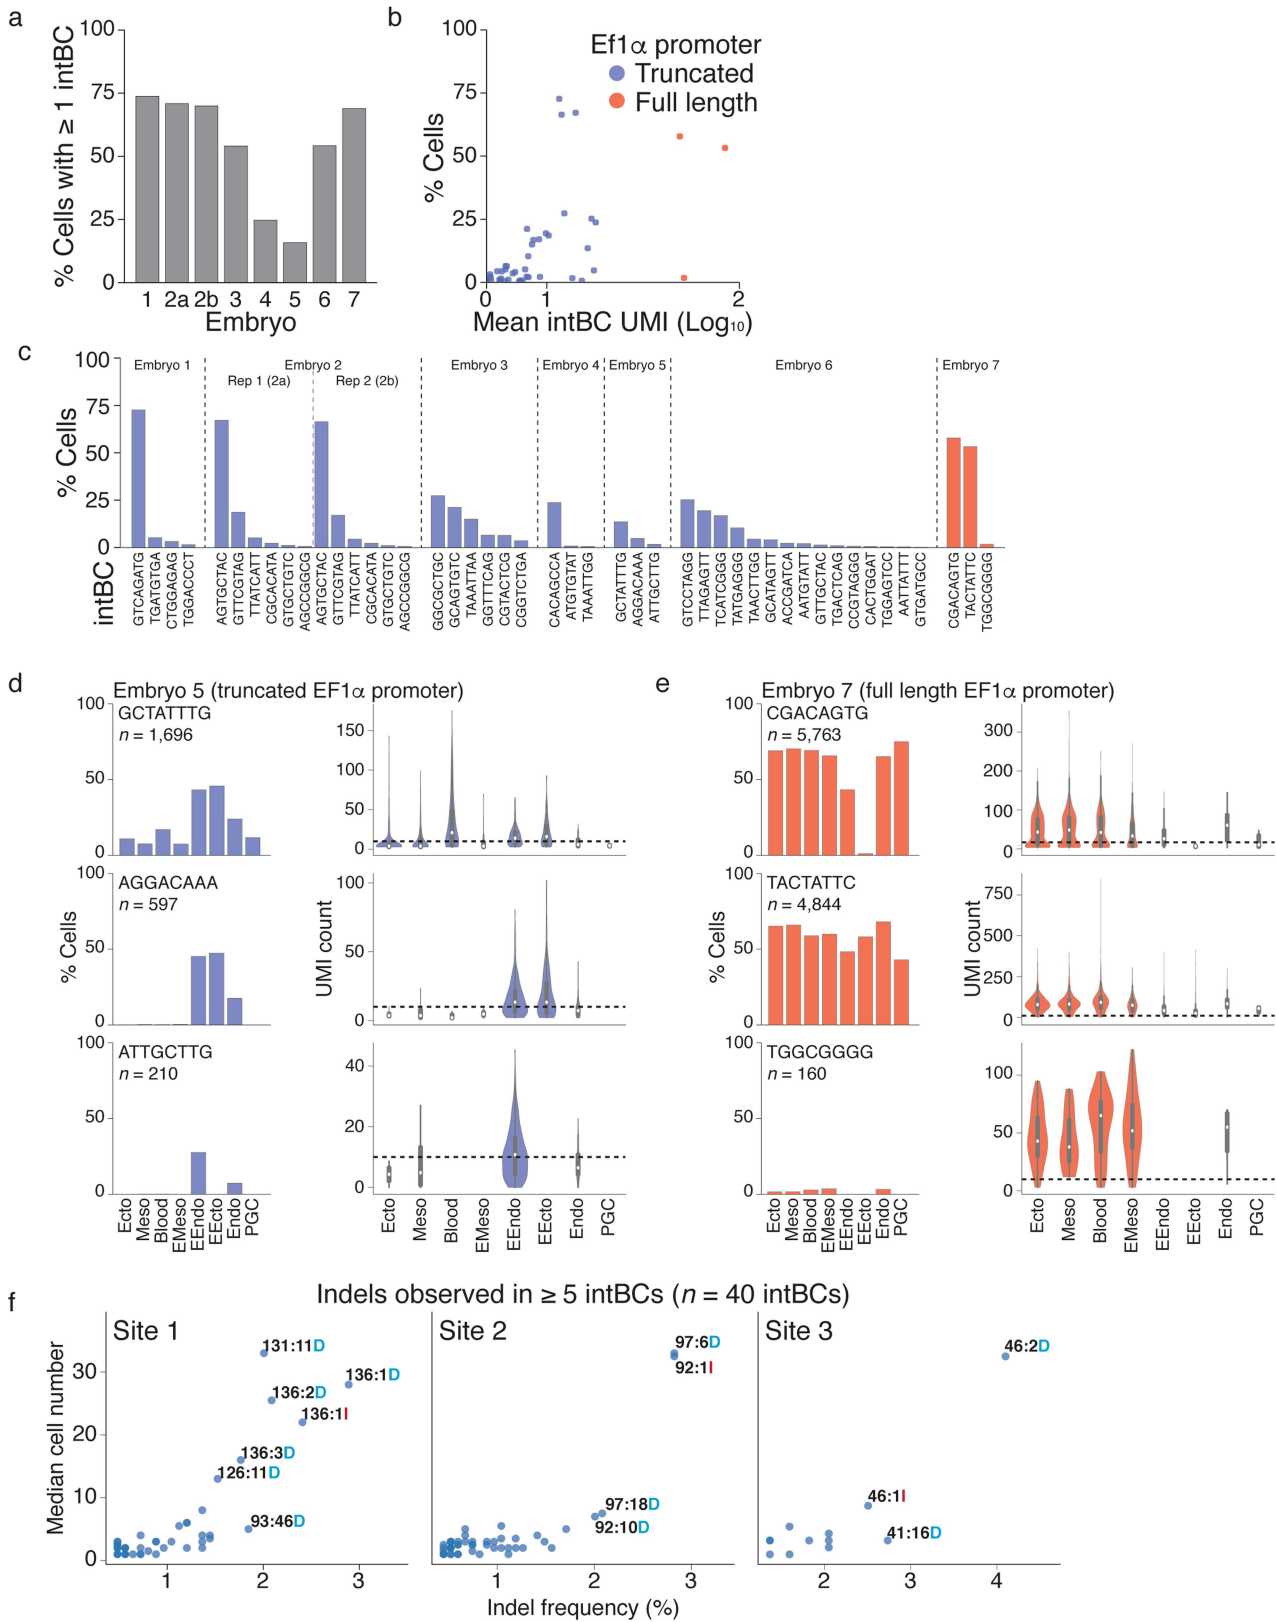 a
% Cells with ≥ 1 intBC
100
75
50
25
0
1 2a 2b 3 4 5 6 7
Embryo
b
% Cells
100
75
50
25
0
Ef1α promoter
Truncated
Full length
0 1 2
Mean intBC UMI (Log10)
c
% Cells
100
75
50
25
0
Embryo 1
Embryo 2
Rep 1 (2a)
Rep 2 (2b)
Embryo 3
Embryo 4
Embryo 5
Embryo 6
Embryo 7
intBC
GTCAGATG
TGATGTGA
CTGGAGAG
TGGACCCT
AGTGCTAC
GTTCGTAG
TTATCATT
CGCACATA
GTGCTGTC
AGCCGGCG
AGTGCTAC
GTTCGTAG
TTATCATT
CGCACATA
GTGCTGTC
AGCCGGCG
GGCGCTGC
GCAGTGTC
TAAATTAA
GGTTTCAG
CGTACTCG
CGGTCTGA
CACAGCCA
ATGTGTAT
TAAATTGG
GCTATTTG
AGGACAAA
ATTGCTTG
GTCCTAGG
TTAGAGTT
TCATCGGG
TATGAGGG
TAACTTGG
GCATAGTT
ACCGATCA
AATGTATT
GTTGCTAC
TGACTCAG
CCGTAGGG
CACTGGAT
TGGAGTCC
AATTATTT
GTGATGCC
CGACAGTG
TACTATTC
TGGCGGGG
d
Embryo 5 (truncated EF1α promoter)
% Cells
UMI count
GCTATTTG
n = 1,696
100
50
0
150
100
50
0
AGGACAAA
n = 597
100
50
0
100
50
0
ATTGCTTG
n = 210
100
50
0
40
20
0
Ecto
Meso
Blood
EMeso
EEndo
EEcto
Endo
PGC
Ecto
Meso
Blood
EMeso
EEndo
EEcto
Endo
PGC
e
Embryo 7 (full length EF1α promoter)
% Cells
UMI count
CGACAGTG
n = 5,763
100
50
0
300
200
100
0
TACTATTC
n = 4,844
100
50
0
750
500
250
0
TGGCGGGG
n = 160
100
50
0
100
50
0
Ecto
Meso
Blood
EMeso
EEndo
EEcto
Endo
PGC
Ecto
Meso
Blood
EMeso
EEndo
EEcto
Endo
PGC
f
Indels observed in ≥ 5 intBCs (n = 40 intBCs)
Median cell number
30
20
10
0
Site 1
131:11D
136:1D
136:2D
136:1I
136:3D
126:11D
93:46D
1 2 3
Site 2
97:6D
92:1I
97:18D
92:10D
1 2 3
Site 3
46:2D
46:1I
41:16D
2 3 4
Indel frequency (%)